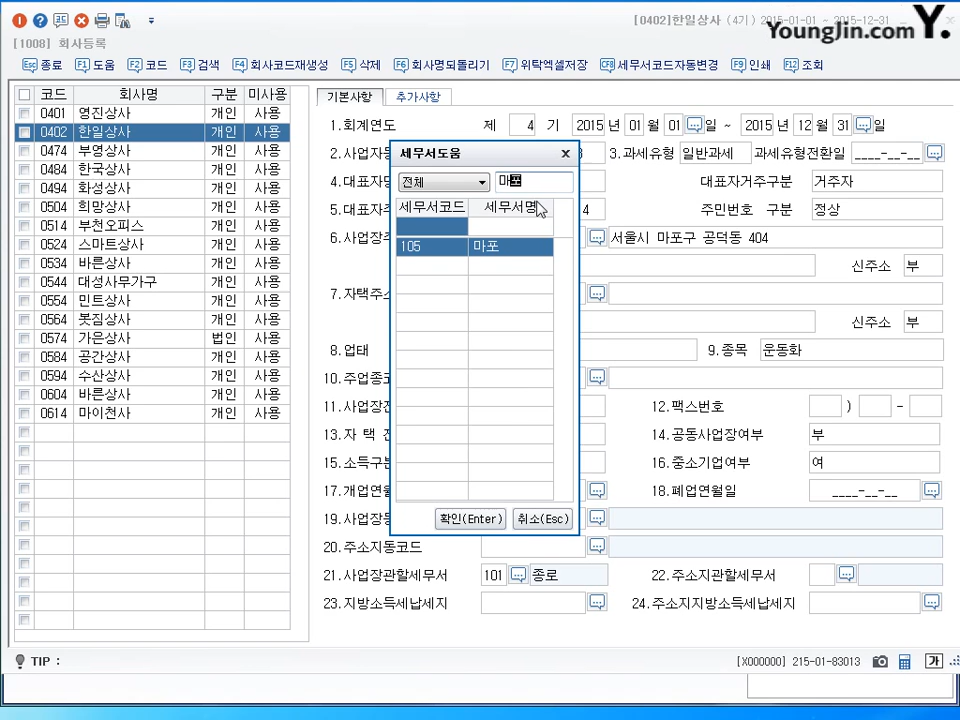 [0402]한일상사 (4기) 2015-01-01 ~ 2015-12-31
YoungJin.com Y.
[1008] 회사등록
Esc 종료 F1 도움 F2 코드 F3 검색 F4 회사코드재생성 F5 삭제 F6 회사명되돌리기 F7 위탁엑셀저장 CF8 세무서코드자동변경 F9 인쇄 F12 조회
코드 회사명 구분 미사용
0401 영진상사 개인 사용
0402 한일상사 개인 사용
0474 부영상사 개인 사용
0484 한국상사 개인 사용
0494 화성상사 개인 사용
0504 희망상사 개인 사용
0514 부천오피스 개인 사용
0524 스마트상사 개인 사용
0534 바른상사 개인 사용
0544 대성사무가구 개인 사용
0554 민트상사 개인 사용
0564 봇짐상사 개인 사용
0574 가은상사 법인 사용
0584 공간상사 개인 사용
0594 수산상사 개인 사용
0604 바른상사 개인 사용
0614 마이천사 개인 사용
기본사항 추가사항
1.회계연도 제 4 기 2015 년 01 월 01 일 ~ 2015 년 12 월 31 일
2.사업자등 3.과세유형 일반과세 과세유형전환일 ____-__-__
4.대표자명 대표자거주구분 거주자
5.대표자주 4 주민번호 구분 정상
6.사업장주 서울시 마포구 공덕동 404
신주소 부
7.자택주소
신주소 부
8.업태 9.종목 운동화
10.주업종코
11.사업장전 12.팩스번호 ) -
13.자 택 전 14.공동사업장여부 부
15.소득구분 16.중소기업여부 여
17.개업연월 18.폐업연월일 ____-__-__
19.사업장동
20.주소지동코드
21.사업장관할세무서 101 종로 22.주소지관할세무서
23.지방소득세납세지 24.주소지지방소득세납세지
세무서도움 x
전체 마포
세무서코드 세무서명
105 마포
확인(Enter) 취소(Esc)
TIP :
[X000000] 215-01-83013 가